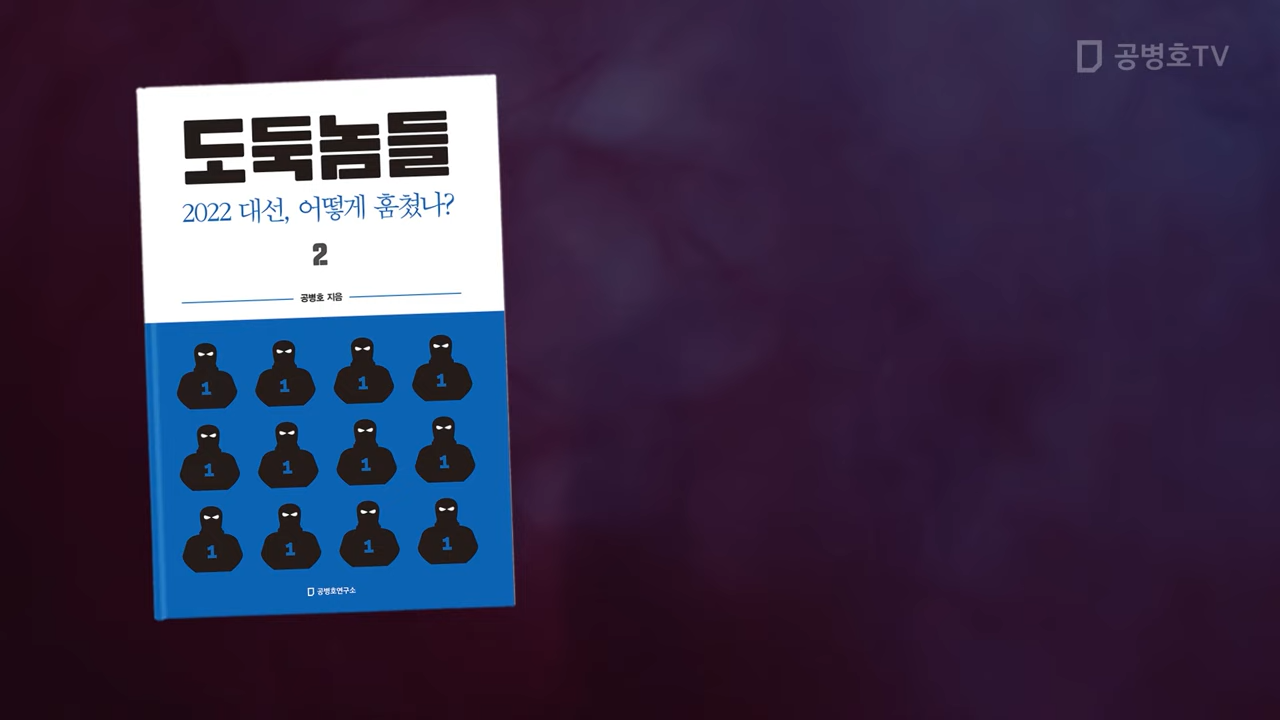 공병호TV
도둑놈들
2022 대선, 어떻게 훔쳤나?
2
공병호 지음
1 1 1 1
1 1 1 1
1 1 1 1
공병호연구소